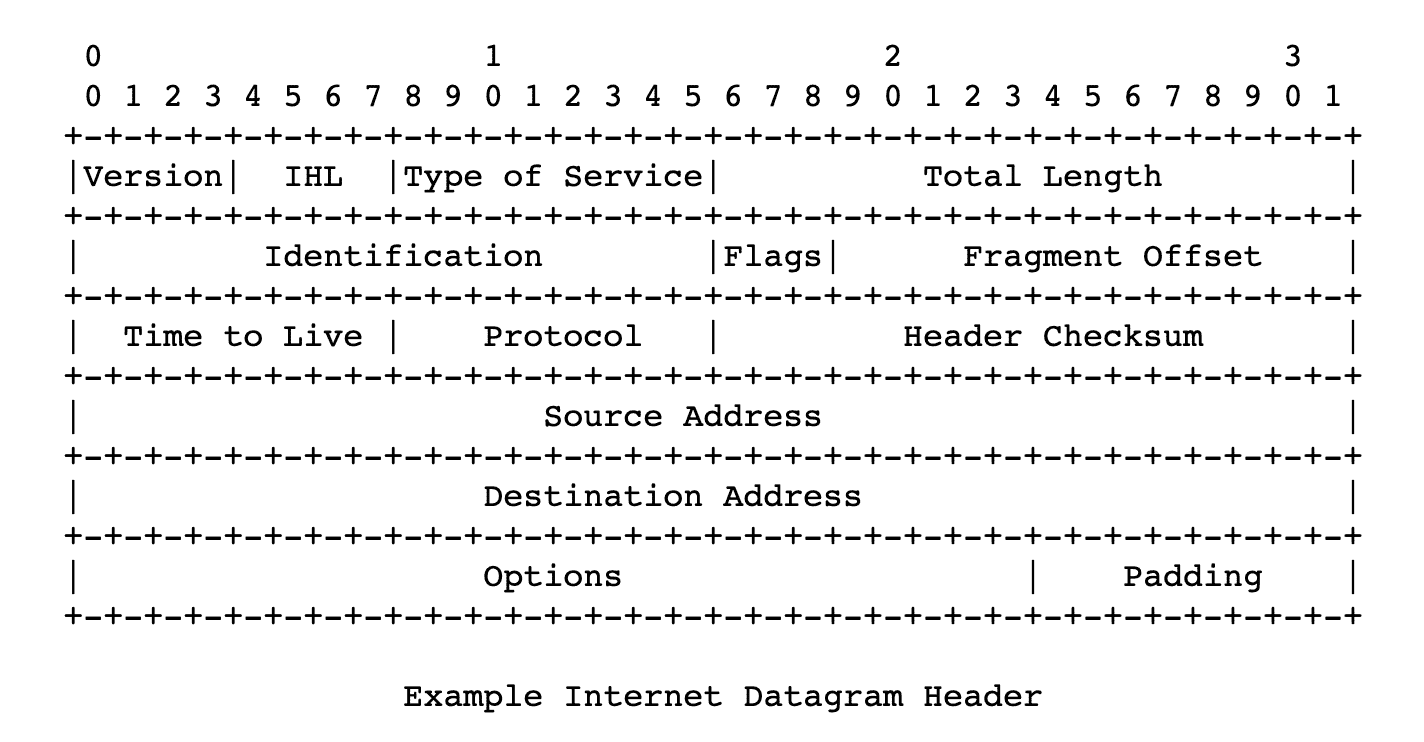 0                   1                   2                   3
 0 1 2 3 4 5 6 7 8 9 0 1 2 3 4 5 6 7 8 9 0 1 2 3 4 5 6 7 8 9 0 1
+-+-+-+-+-+-+-+-+-+-+-+-+-+-+-+-+-+-+-+-+-+-+-+-+-+-+-+-+-+-+-+-+
|Version|  IHL  |Type of Service|          Total Length         |
+-+-+-+-+-+-+-+-+-+-+-+-+-+-+-+-+-+-+-+-+-+-+-+-+-+-+-+-+-+-+-+-+
|         Identification        |Flags|      Fragment Offset    |
+-+-+-+-+-+-+-+-+-+-+-+-+-+-+-+-+-+-+-+-+-+-+-+-+-+-+-+-+-+-+-+-+
|  Time to Live |    Protocol   |         Header Checksum       |
+-+-+-+-+-+-+-+-+-+-+-+-+-+-+-+-+-+-+-+-+-+-+-+-+-+-+-+-+-+-+-+-+
|                       Source Address                          |
+-+-+-+-+-+-+-+-+-+-+-+-+-+-+-+-+-+-+-+-+-+-+-+-+-+-+-+-+-+-+-+-+
|                    Destination Address                        |
+-+-+-+-+-+-+-+-+-+-+-+-+-+-+-+-+-+-+-+-+-+-+-+-+-+-+-+-+-+-+-+-+
|                    Options                    |    Padding    |
+-+-+-+-+-+-+-+-+-+-+-+-+-+-+-+-+-+-+-+-+-+-+-+-+-+-+-+-+-+-+-+-+

                 Example Internet Datagram Header